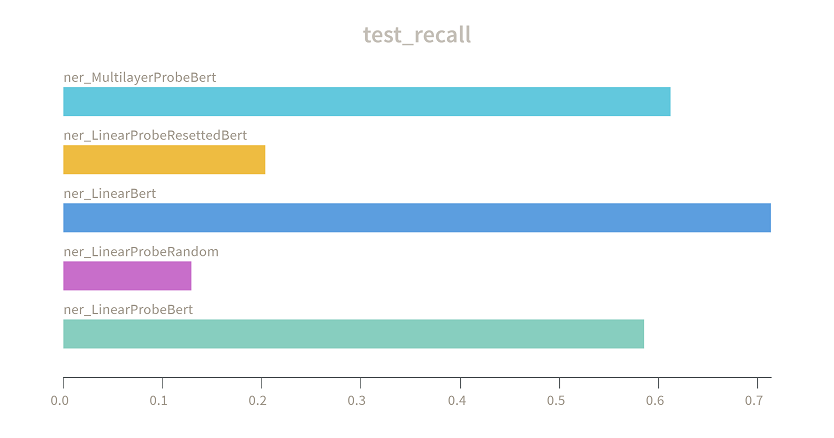 test_recall
ner_MultilayerProbeBert
ner_LinearProbeResettedBert
ner_LinearBert
ner_LinearProbeRandom
ner_LinearProbeBert
0.0 0.1 0.2 0.3 0.4 0.5 0.6 0.7